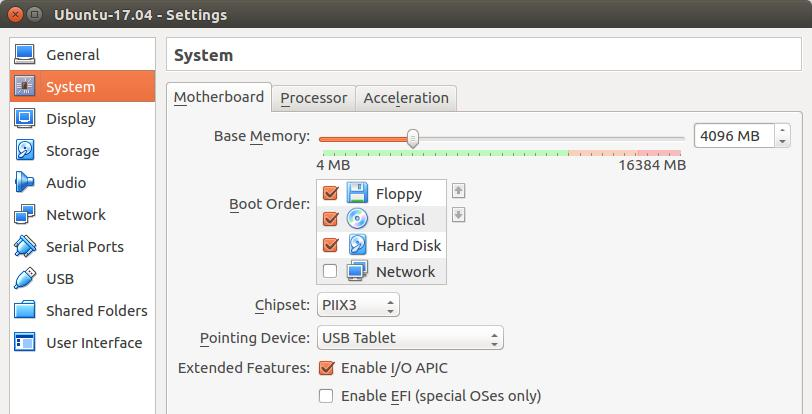 Ubuntu-17.04 - Settings
General
System
Display
Storage
Audio
Network
Serial Ports
USB
Shared Folders
User Interface
System
Motherboard Processor Acceleration
Base Memory: 4096 MB
4 MB 16384 MB
Boot Order:
Floppy
Optical
Hard Disk
Network
Chipset: PIIX3
Pointing Device: USB Tablet
Extended Features: Enable I/O APIC
Enable EFI (special OSes only)